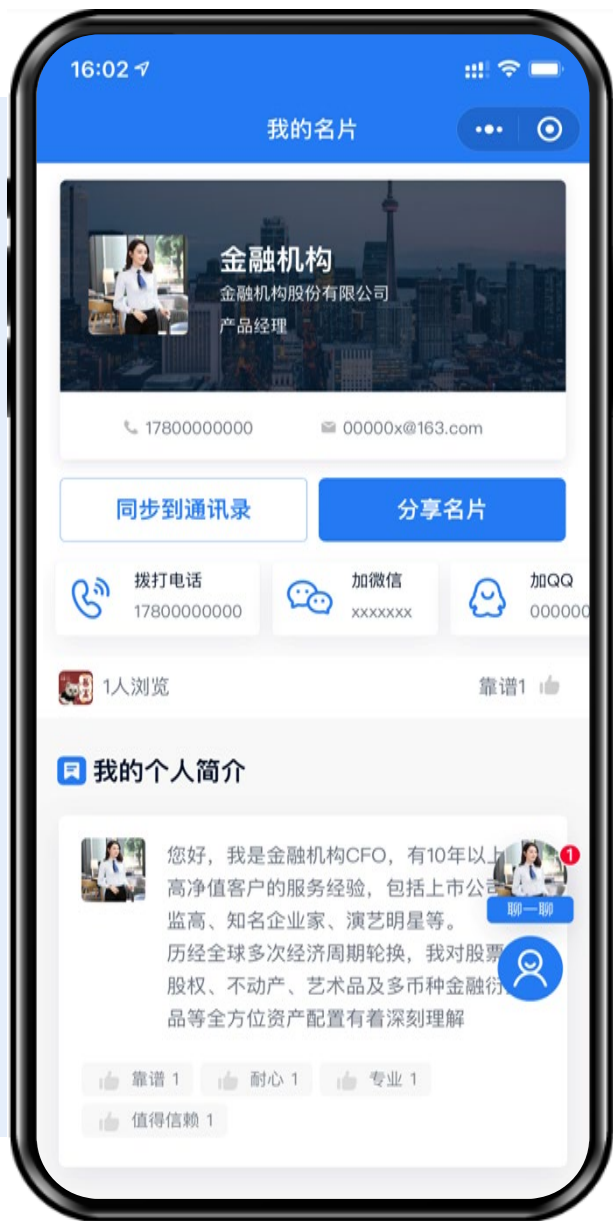 16:02
我的名片
金融机构
金融机构股份有限公司
产品经理
17800000000
00000x@163.com
同步到通讯录
分享名片
拨打电话
17800000000
加微信
xxxxxxx
加QQ
000000
1人浏览
靠谱1
我的个人简介
您好，我是金融机构CFO，有10年以上
高净值客户的服务经验，包括上市公司
监高、知名企业家、演艺明星等。
历经全球多次经济周期轮换，我对股票
股权、不动产、艺术品及多币种金融衍
品等全方位资产配置有着深刻理解
1
聊一聊
靠谱 1
耐心 1
专业 1
值得信赖 1